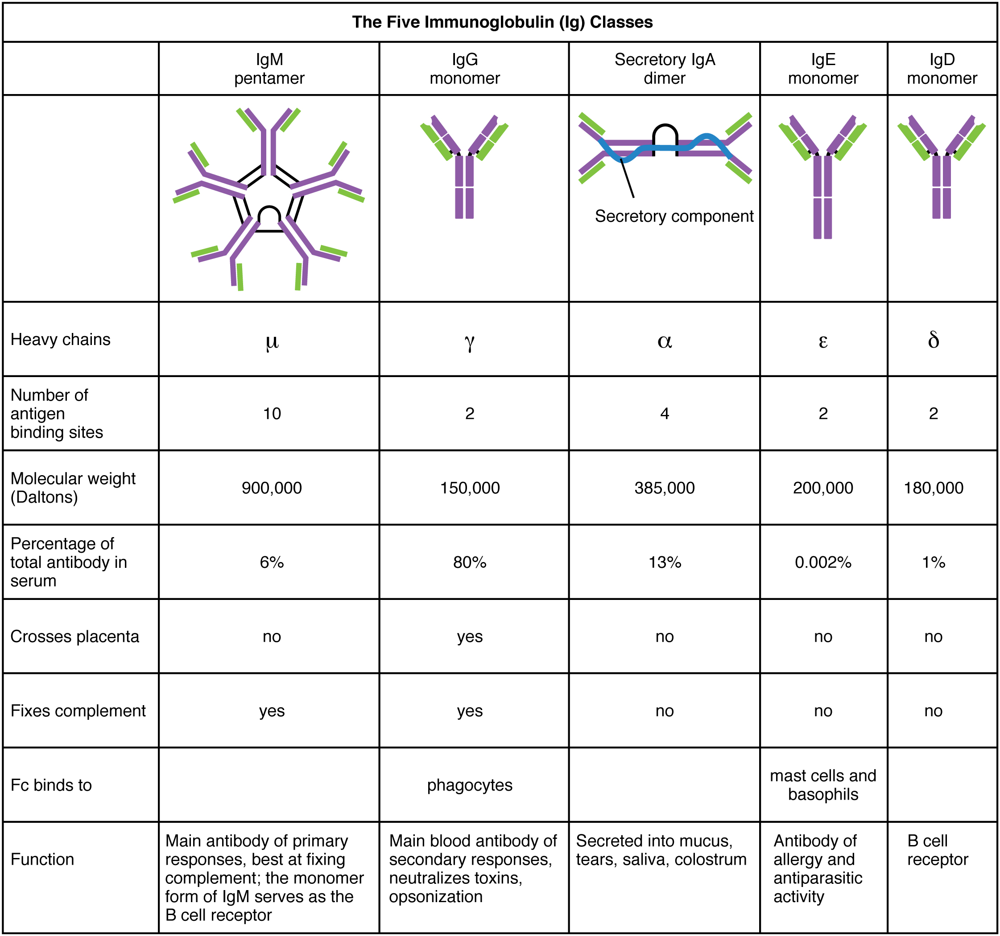 The Five Immunoglobulin (Ig) Classes
IgM
pentamer
IgG
monomer
Secretory IgA
dimer
IgE
monomer
IgD
monomer
Secretory component
Heavy chains
μ
γ
α
ε
δ
Number of
antigen
binding sites
10
2
4
2
2
Molecular weight
(Daltons)
900,000
150,000
385,000
200,000
180,000
Percentage of
total antibody in
serum
6%
80%
13%
0.002%
1%
Crosses placenta
no
yes
no
no
no
Fixes complement
yes
yes
no
no
no
Fc binds to
phagocytes
mast cells and
basophils
Function
Main antibody of primary
responses, best at fixing
complement; the monomer
form of IgM serves as the
B cell receptor
Main blood antibody of
secondary responses,
neutralizes toxins,
opsonization
Secreted into mucus,
tears, saliva, colostrum
Antibody of
allergy and
antiparasitic
activity
B cell
receptor